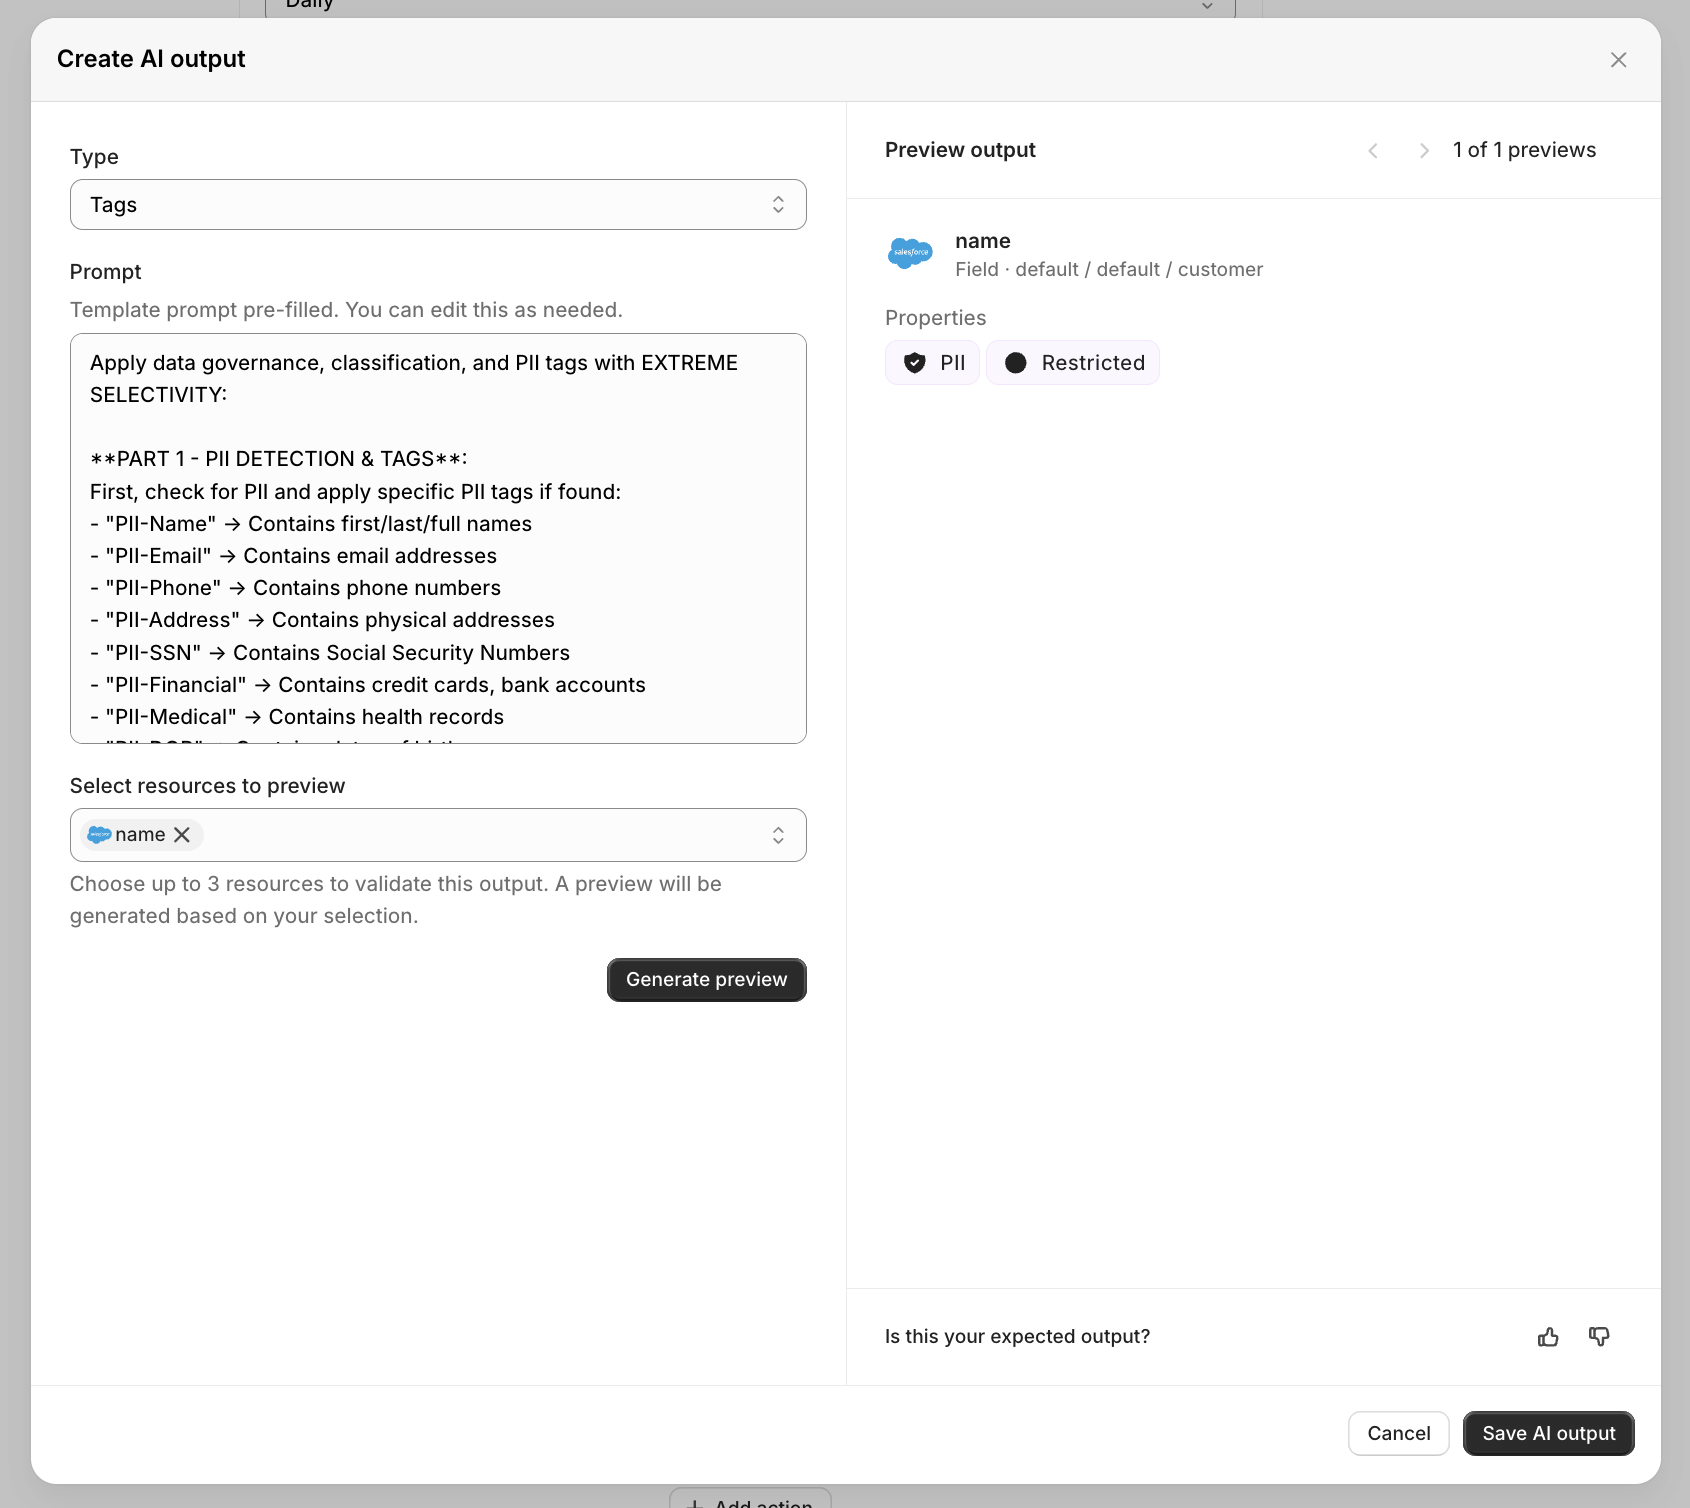 Daily
Create AI output
Type
Tags
Prompt
Template prompt pre-filled. You can edit this as needed.
Apply data governance, classification, and PII tags with EXTREME
SELECTIVITY:
**PART 1 - PII DETECTION & TAGS**:
First, check for PII and apply specific PII tags if found:
- "PII-Name" → Contains first/last/full names
- "PII-Email" → Contains email addresses
- "PII-Phone" → Contains phone numbers
- "PII-Address" → Contains physical addresses
- "PII-SSN" → Contains Social Security Numbers
- "PII-Financial" → Contains credit cards, bank accounts
- "PII-Medical" → Contains health records
Select resources to preview
name
Choose up to 3 resources to validate this output. A preview will be
generated based on your selection.
Generate preview
Preview output
1 of 1 previews
salesforce
name
Field · default / default / customer
Properties
PII
Restricted
Is this your expected output?
Cancel
Save AI output
Add action